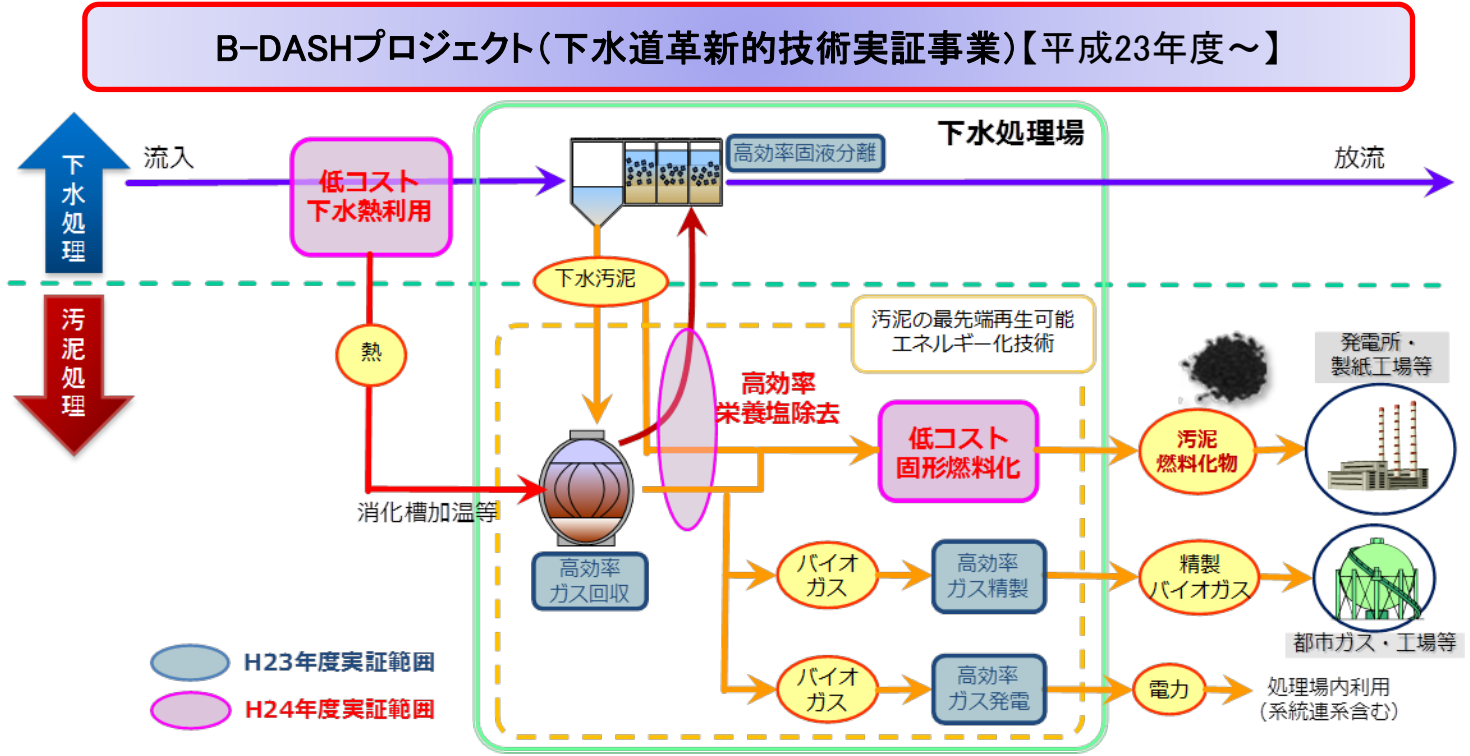 B-DASHプロジェクト(下水道革新的技術実証事業)【平成23年度～】
下水処理
流入
低コスト
下水熱利用
高効率固液分離
下水処理場
放流
下水汚泥
汚泥処理
熱
汚泥の最先端再生可能
エネルギー化技術
発電所・
製紙工場等
高効率
栄養塩除去
低コスト
固形燃料化
汚泥
燃料化物
消化槽加温等
高効率
ガス回収
バイオ
ガス
高効率
ガス精製
精製
バイオガス
都市ガス・工場等
H23年度実証範囲
H24年度実証範囲
バイオ
ガス
高効率
ガス発電
電力
処理場内利用
(系統連系含む)